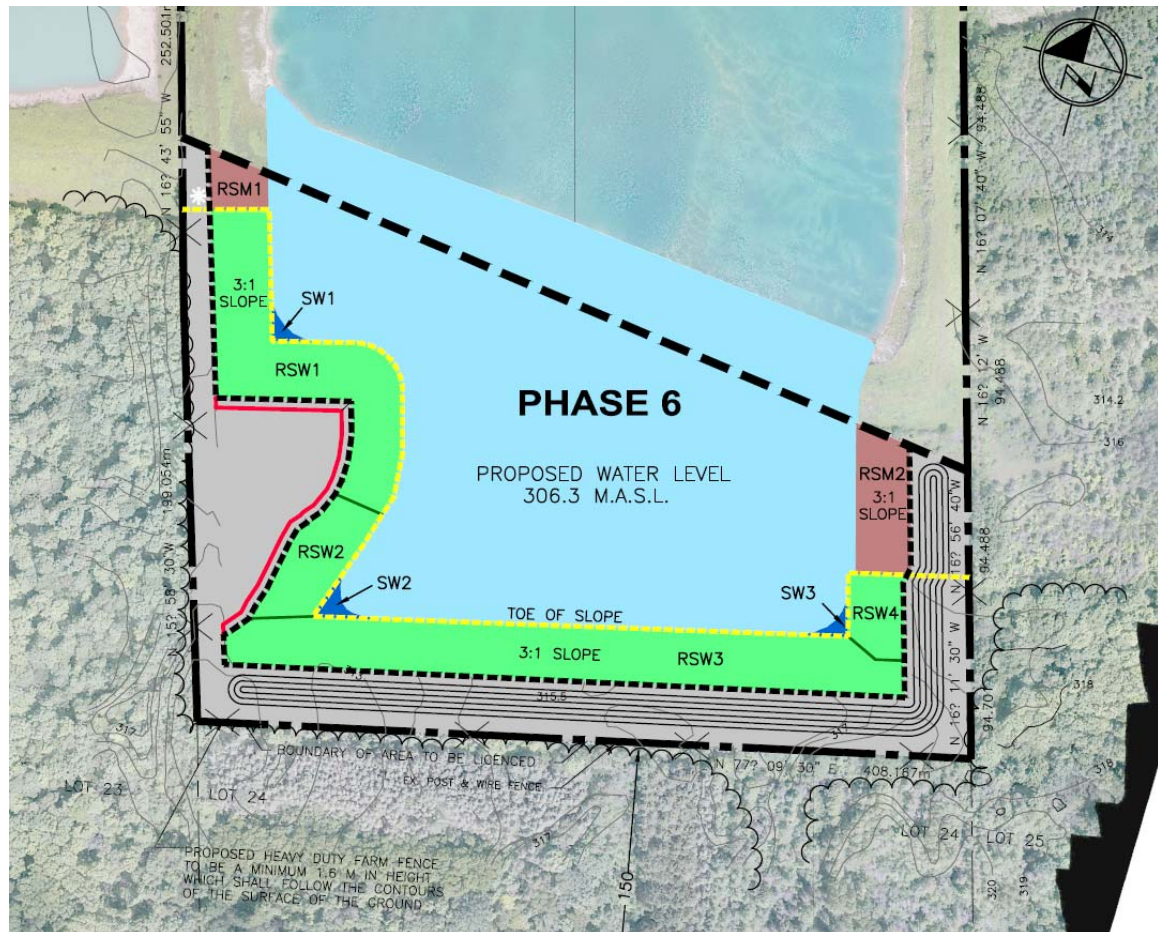 252.501m
N 16? 43' 55" W
N 16? 07' 40" W 94.488
314
Z
RSM1
*
3:1
SLOPE
SW1
RSW1
N 16? 12' W
94.488
PHASE 6
314.2
316
PROPOSED WATER LEVEL
306.3 M.A.S.L.
RSM2
3:1
SLOPE
199.054m
N 16? 56' 40"W
94.488
RSW2
SW2
SW3
RSW4
TOE OF SLOPE
3:1 SLOPE
RSW3
315.5
N 16? 11' 30" W
94.701
318
317
BOUNDARY OF AREA TO BE LICENCED
N 77? 09' 30" E 408.167m
318
EX. POST & WIRE FENCE
LOT 23
LOT 24
317
LOT 24
LOT 25
PROPOSED HEAVY DUTY FARM FENCE
TO BE A MINIMUM 1.6 M IN HEIGHT
WHICH SHALL FOLLOW THE CONTOURS
OF THE SURFACE OF THE GROUND
150
320
319